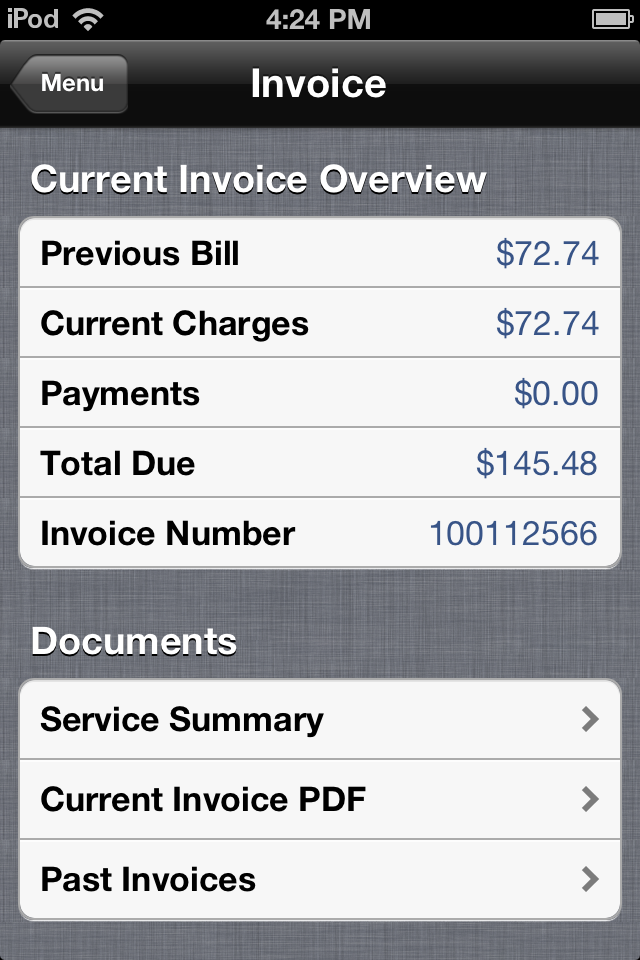 iPod 4:24 PM
Menu Invoice
Current Invoice Overview
Previous Bill $72.74
Current Charges $72.74
Payments $0.00
Total Due $145.48
Invoice Number 100112566
Documents
Service Summary
Current Invoice PDF
Past Invoices